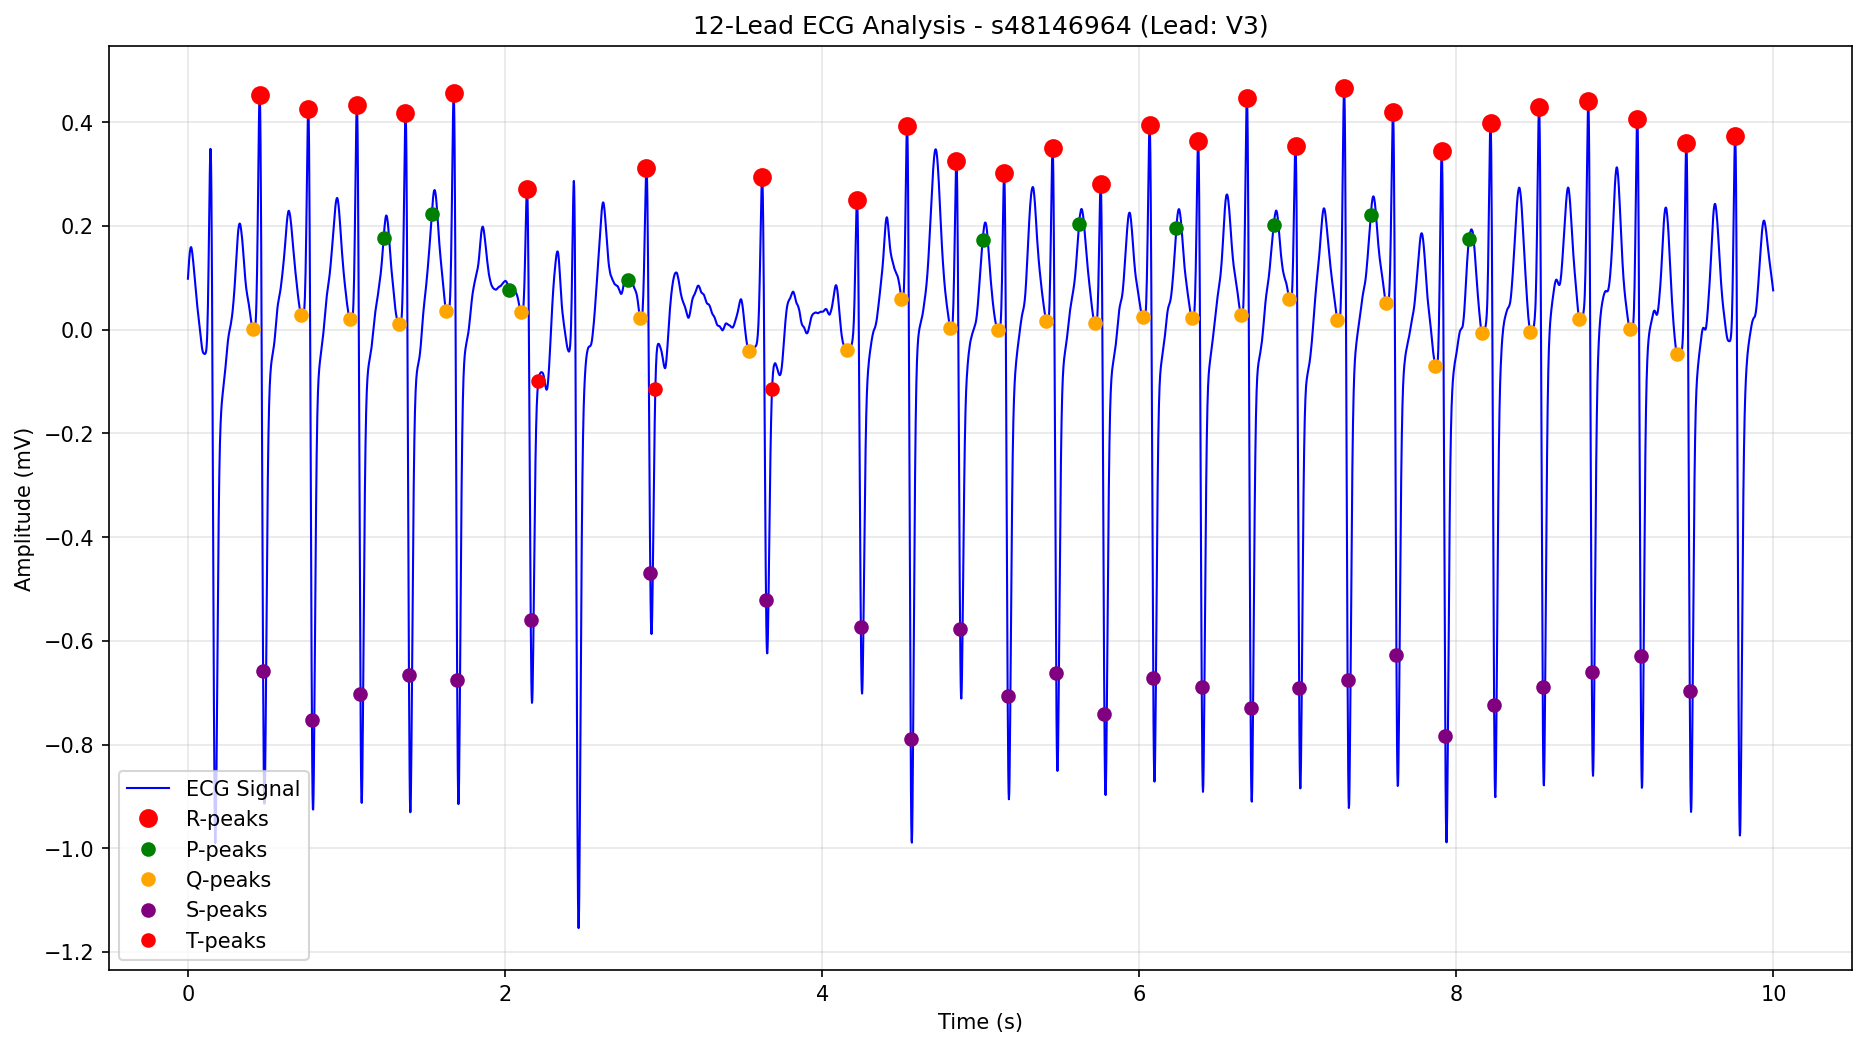 12-Lead ECG Analysis - s48146964 (Lead: V3)
0.4
0.2
0.0
−0.2
−0.4
−0.6
−0.8
−1.0
−1.2
Amplitude (mV)
ECG Signal
R-peaks
P-peaks
Q-peaks
S-peaks
T-peaks
0 2 4 6 8 10
Time (s)